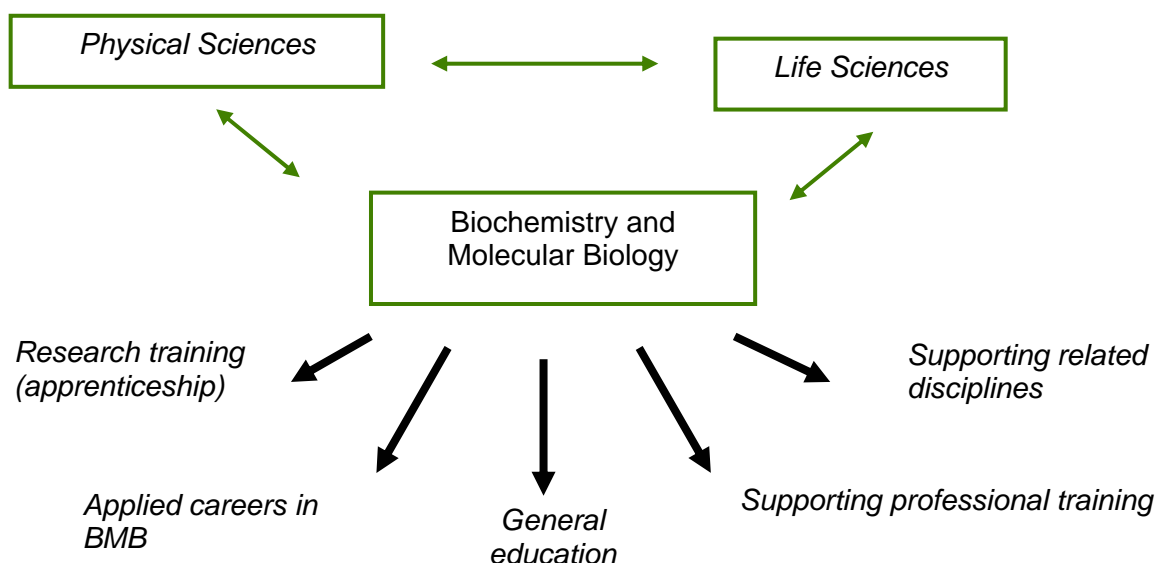 Physical Sciences
Life Sciences
Biochemistry and
Molecular Biology
Research training
(apprenticeship)
Supporting related
disciplines
Applied careers in
BMB
General
education
Supporting professional training